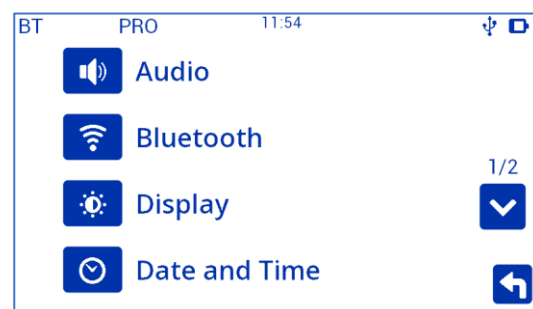 BT PRO 11:54
Audio
Bluetooth
1/2
Display
Date and Time